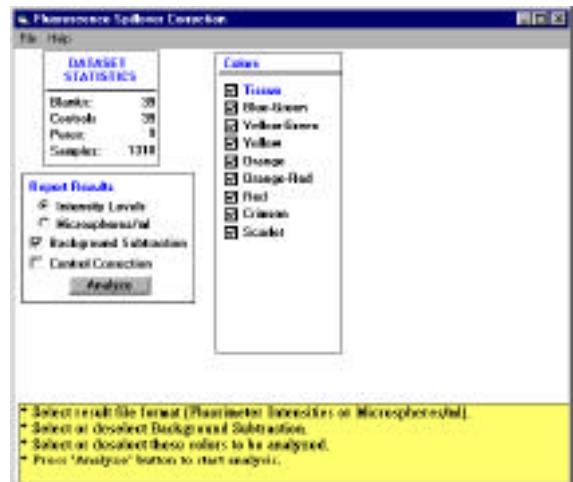 Fluorescence Spillover Correction
File Help
DATASET
STATISTICS
Blanks: 39
Controls 39
Pures: 9
Samples: 1310
Report Results
Intensity Levels
Microspheres/ml
Background Subtraction
Control Correction
Analyze
Colors
Tissue
Blue-Green
Yellow-Green
Yellow
Orange
Orange-Red
Red
Crimson
Scarlet
* Select result file format (Fluorimeter Intensities or Microspheres/ml).
* Select or deselect Background Subtraction.
* Select or deselect those colors to be analyzed.
* Press 'Analyze' button to start analysis.